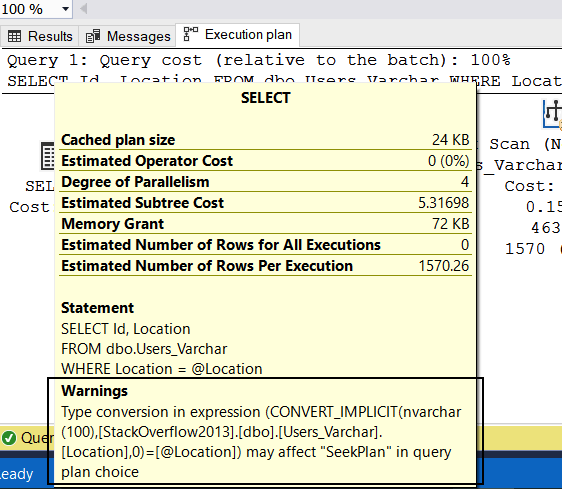 100 %
Results Messages Execution plan
Query 1: Query cost (relative to the batch): 100%
SELECT Id, Location FROM dbo.Users_Varchar WHERE Locat
SELECT
Cached plan size 24 KB
Estimated Operator Cost 0 (0%)
Degree of Parallelism 4
Estimated Subtree Cost 5.31698
Memory Grant 72 KB
Estimated Number of Rows for All Executions 0
Estimated Number of Rows Per Execution 1570.26
Statement
SELECT Id, Location
FROM dbo.Users_Varchar
WHERE Location = @Location
Warnings
Type conversion in expression (CONVERT_IMPLICIT(nvarchar
(100),[StackOverflow2013].[dbo].[Users_Varchar].
[Location],0)=[@Location]) may affect "SeekPlan" in query
plan choice
SEL
Cost
Scan (N
s_Varchar
Cost:
0.15
463
1570 (
Quer
eady